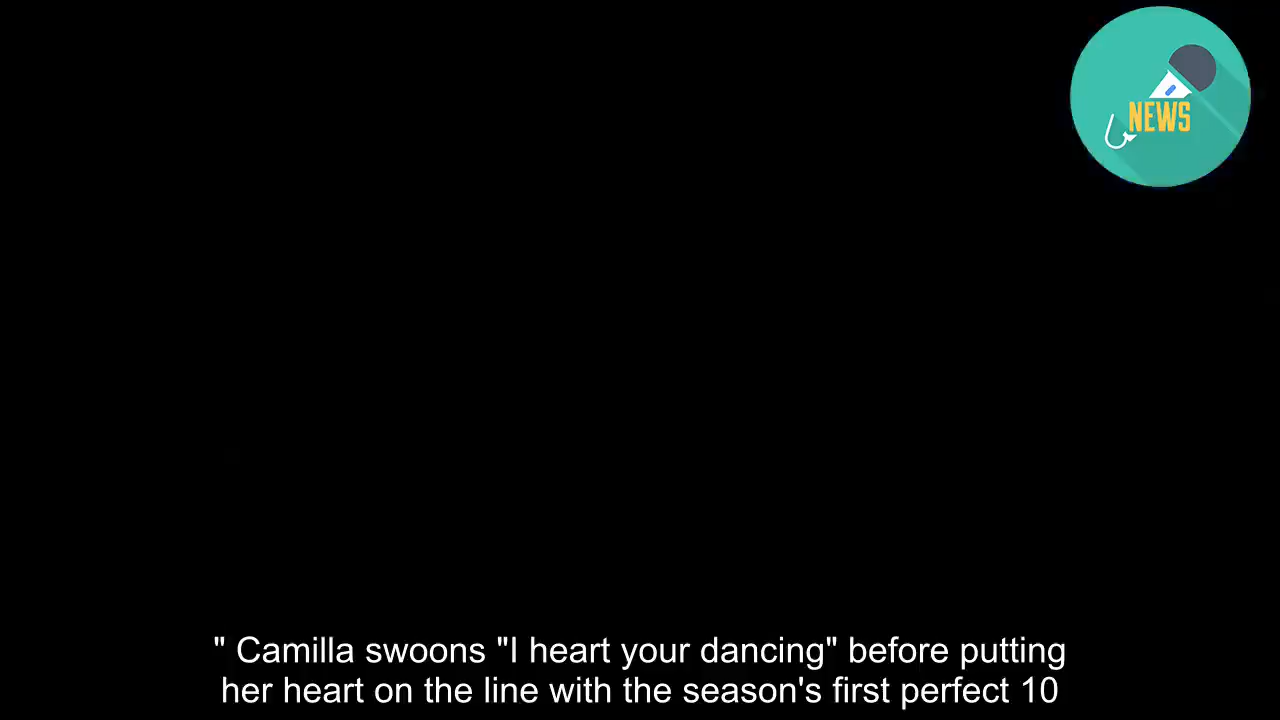 NEWS
" Camilla swoons "I heart your dancing" before putting
her heart on the line with the season's first perfect 10